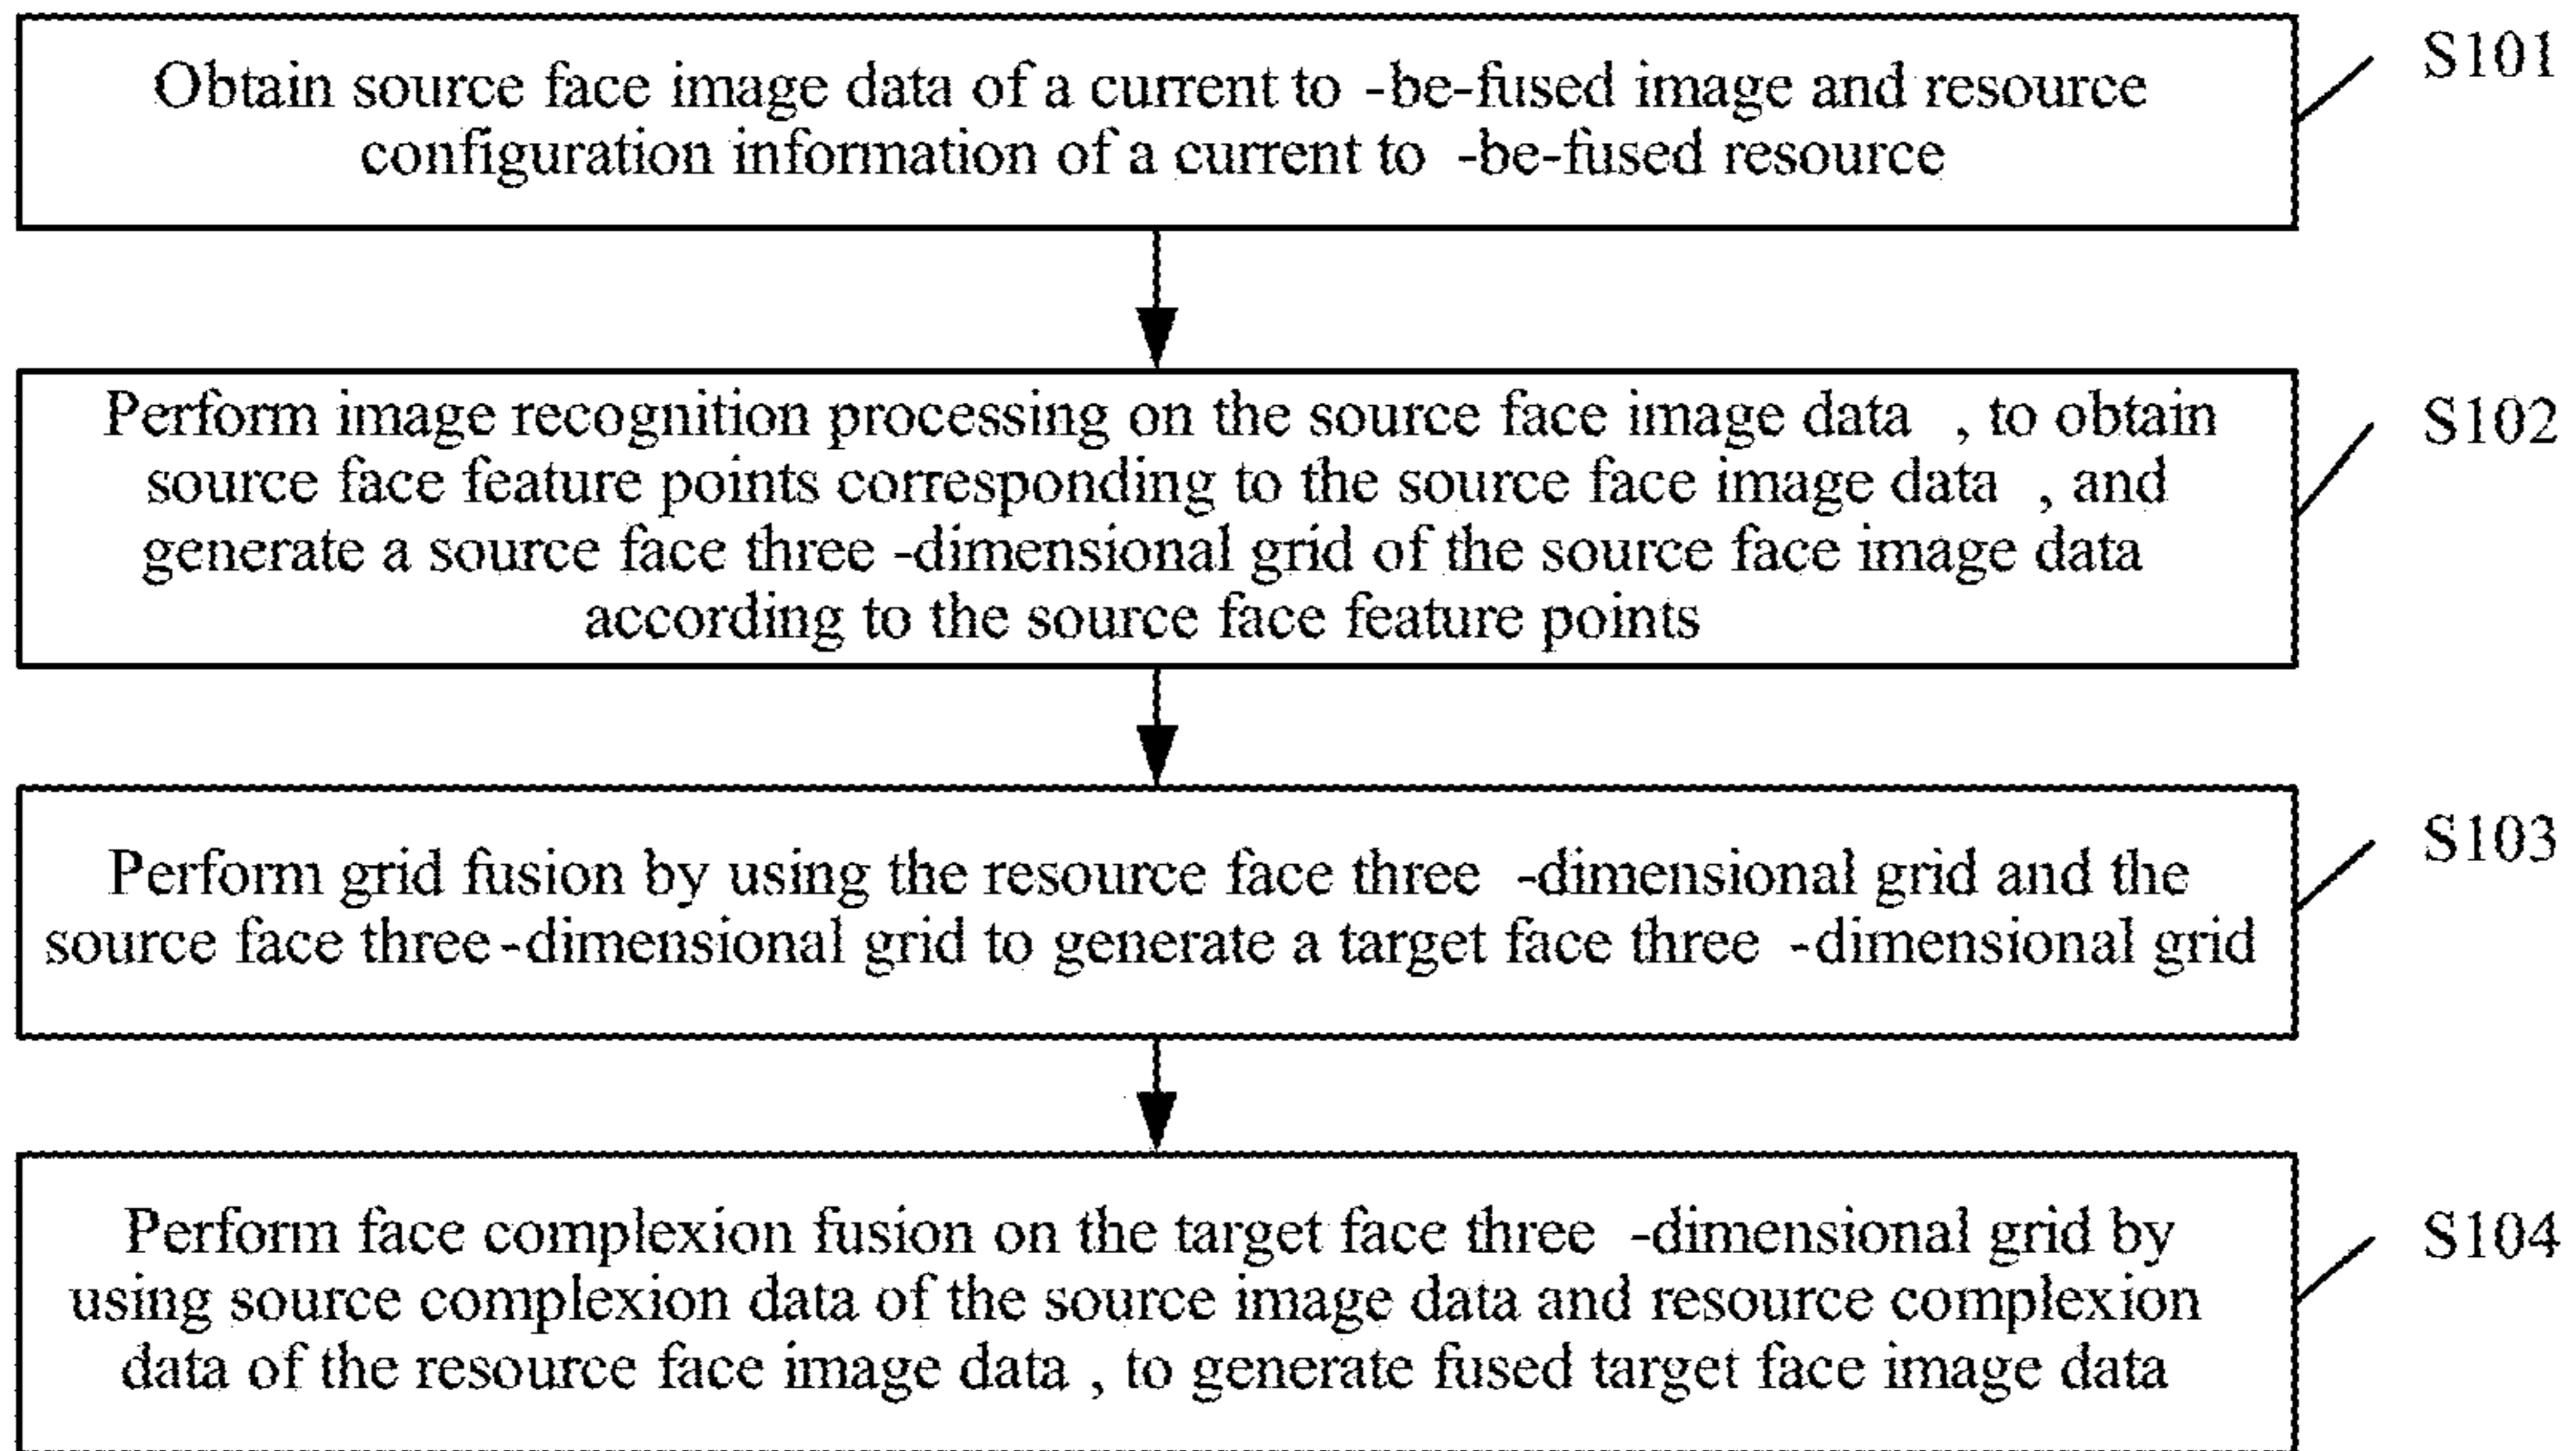 Obtain source face image data of a current to -be-fused image and resource
configuration information of a current to -be-fused resource
S101
Perform image recognition processing on the source face image data , to obtain
source face feature points corresponding to the source face image data , and
generate a source face three -dimensional grid of the source face image data
according to the source face feature points
S102
Perform grid fusion by using the resource face three -dimensional grid and the
source face three-dimensional grid to generate a target face three -dimensional grid
S103
Perform face complexion fusion on the target face three -dimensional grid by
using source complexion data of the source image data and resource complexion
data of the resource face image data , to generate fused target face image data
S104